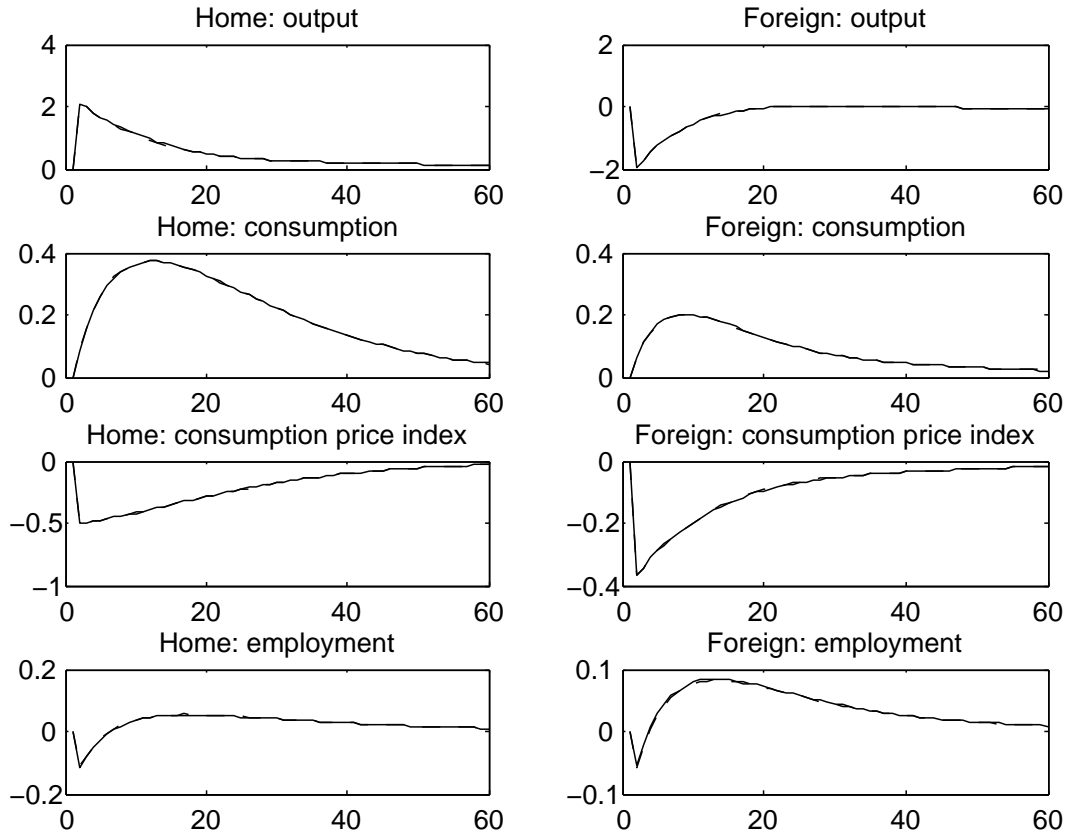 Home: output
4
2
0
0 20 40 60
Foreign: output
2
0
−2
0 20 40 60
Home: consumption
0.4
0.2
0
0 20 40 60
Foreign: consumption
0.4
0.2
0
0 20 40 60
Home: consumption price index
0
−0.5
−1
0 20 40 60
Foreign: consumption price index
0
−0.2
−0.4
0 20 40 60
Home: employment
0.2
0
−0.2
0 20 40 60
Foreign: employment
0.1
0
−0.1
0 20 40 60